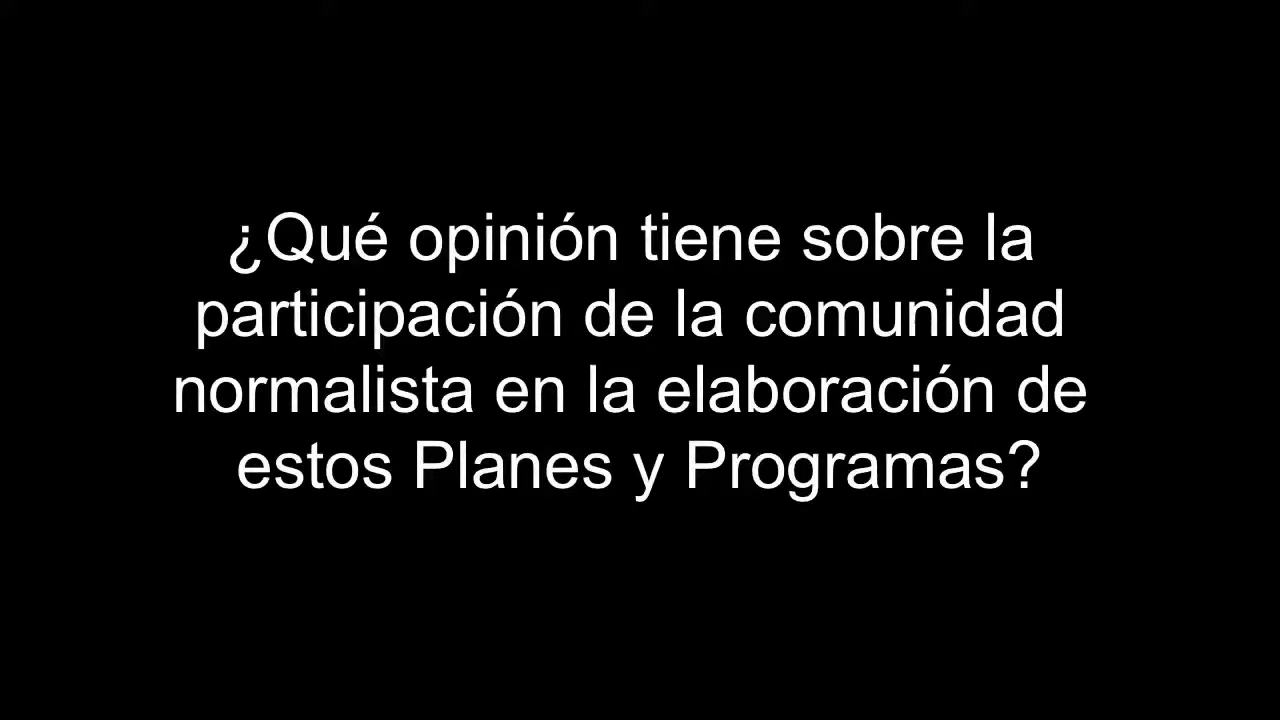 ¿Qué opinión tiene sobre la
participación de la comunidad
normalista en la elaboración de
estos Planes y Programas?